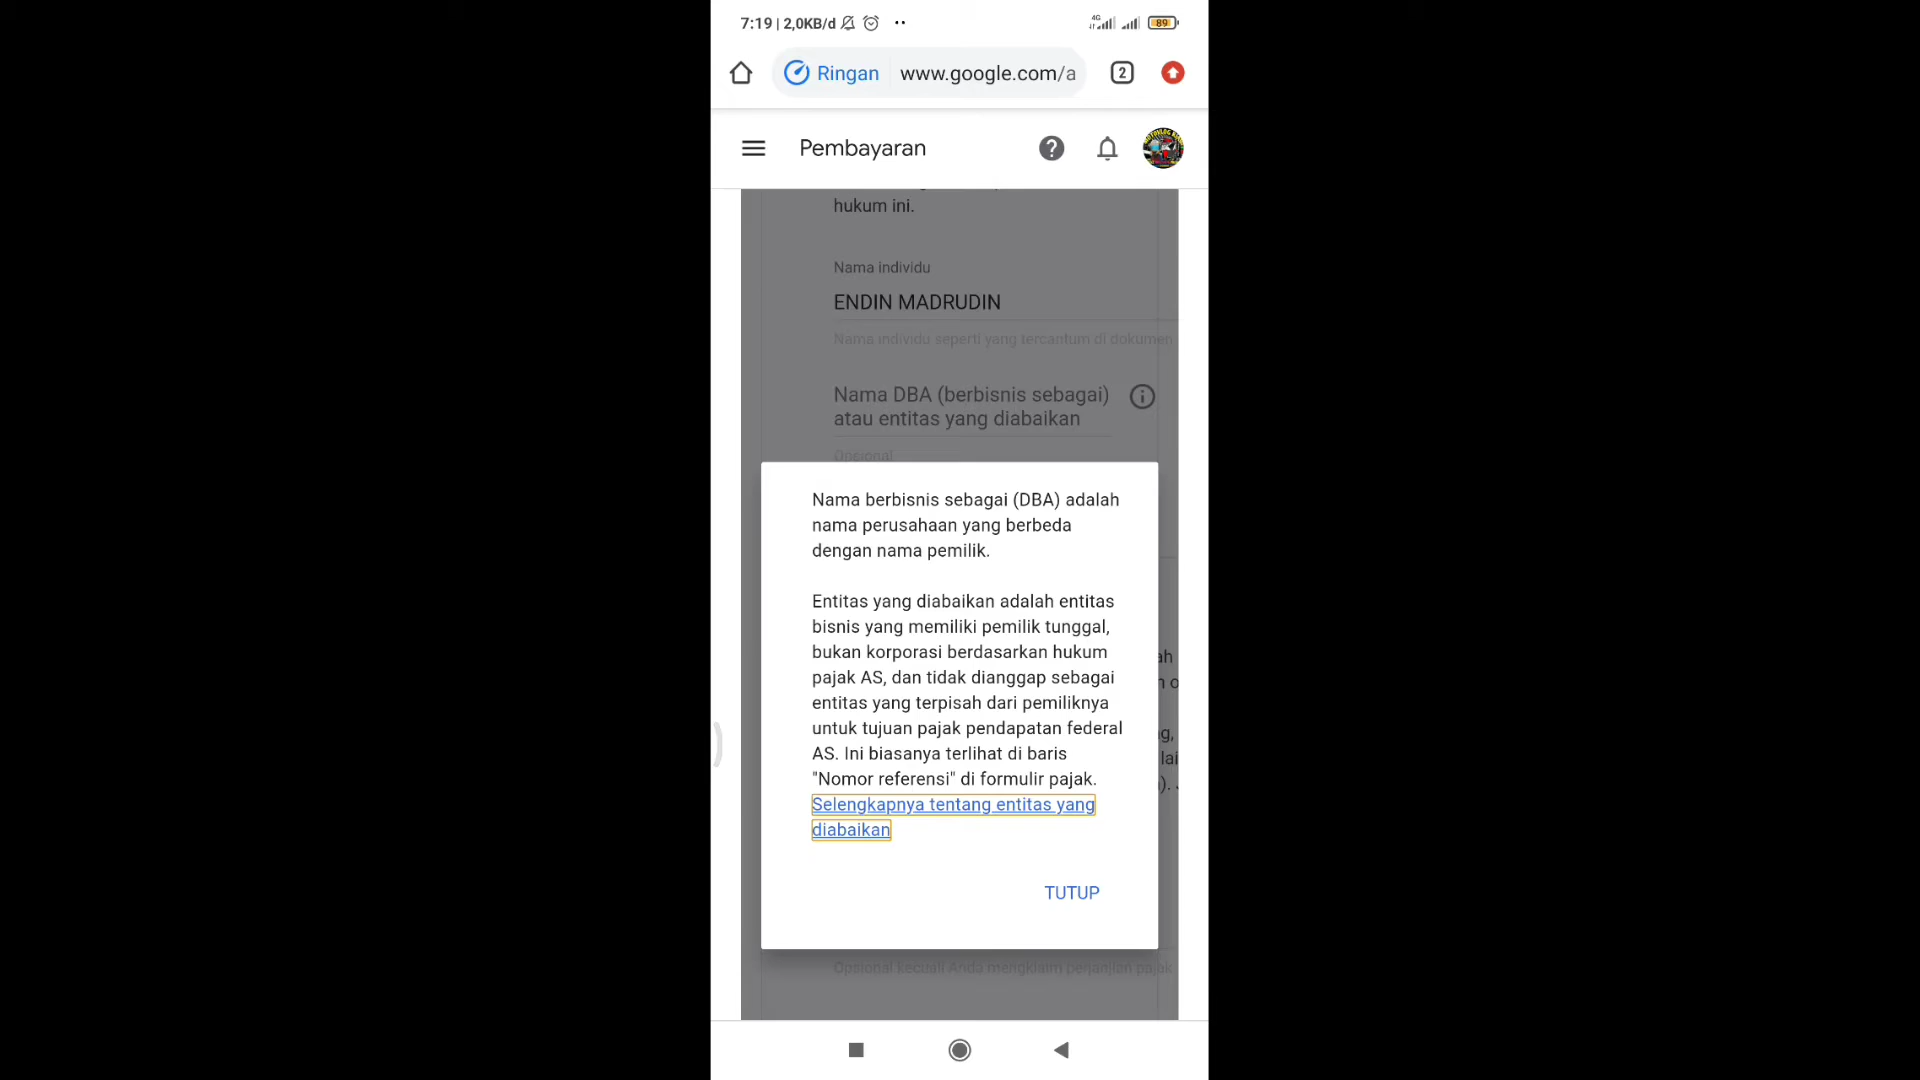 7:19 | 2,0KB/d
4G
89
Ringan
www.google.com/a
2
Pembayaran
hukum ini.
Nama individu
ENDIN MADRUDIN
Nama individu seperti yang tercantum di dokumen
Nama DBA (berbisnis sebagai)
atau entitas yang diabaikan
Opsional
Nama berbisnis sebagai (DBA) adalah
nama perusahaan yang berbeda
dengan nama pemilik.
Entitas yang diabaikan adalah entitas
bisnis yang memiliki pemilik tunggal,
bukan korporasi berdasarkan hukum
pajak AS, dan tidak dianggap sebagai
entitas yang terpisah dari pemiliknya
untuk tujuan pajak pendapatan federal
AS. Ini biasanya terlihat di baris
"Nomor referensi" di formulir pajak.
Selengkapnya tentang entitas yang
diabaikan
TUTUP
Opsional kecuali Anda mengklaim perjanjian pajak